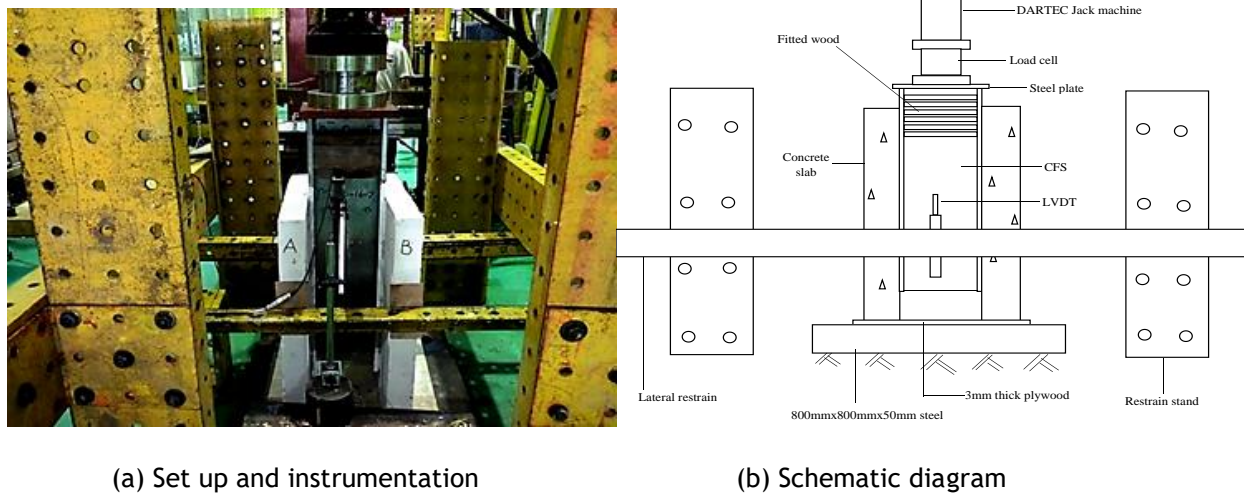 DARTEC Jack machine
Fitted wood
Load cell
Steel plate
Concrete
slab
CFS
LVDT
A
B
Lateral restrain
3mm thick plywood
Restrain stand
800mmx800mmx50mm steel
(a) Set up and instrumentation
(b) Schematic diagram